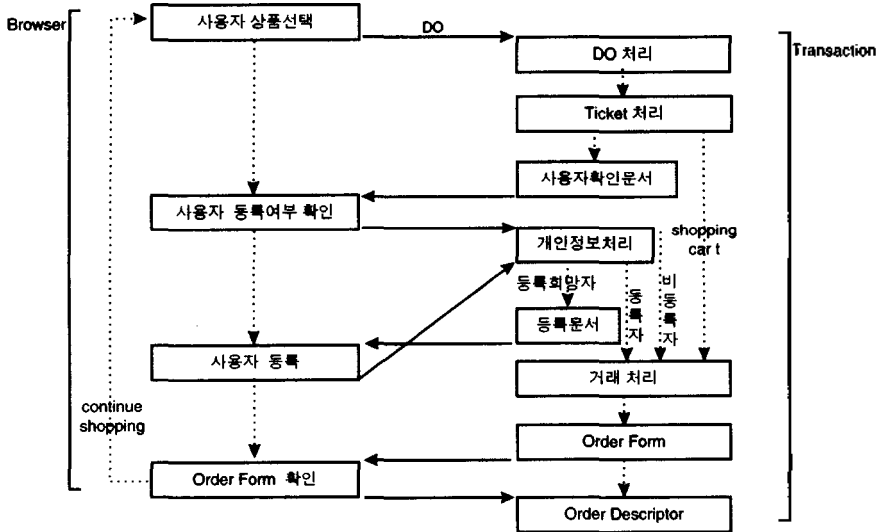 Browser
사용자 상품선택
DO
DO 처리
Transaction
Ticket 처리
사용자확인문서
사용자 등록여부 확인
개인정보처리
shopping
car t
등록희망자
등록자
비등록자
등록문서
사용자 등록
거래 처리
continue
shopping
Order Form
Order Form 확인
Order Descriptor